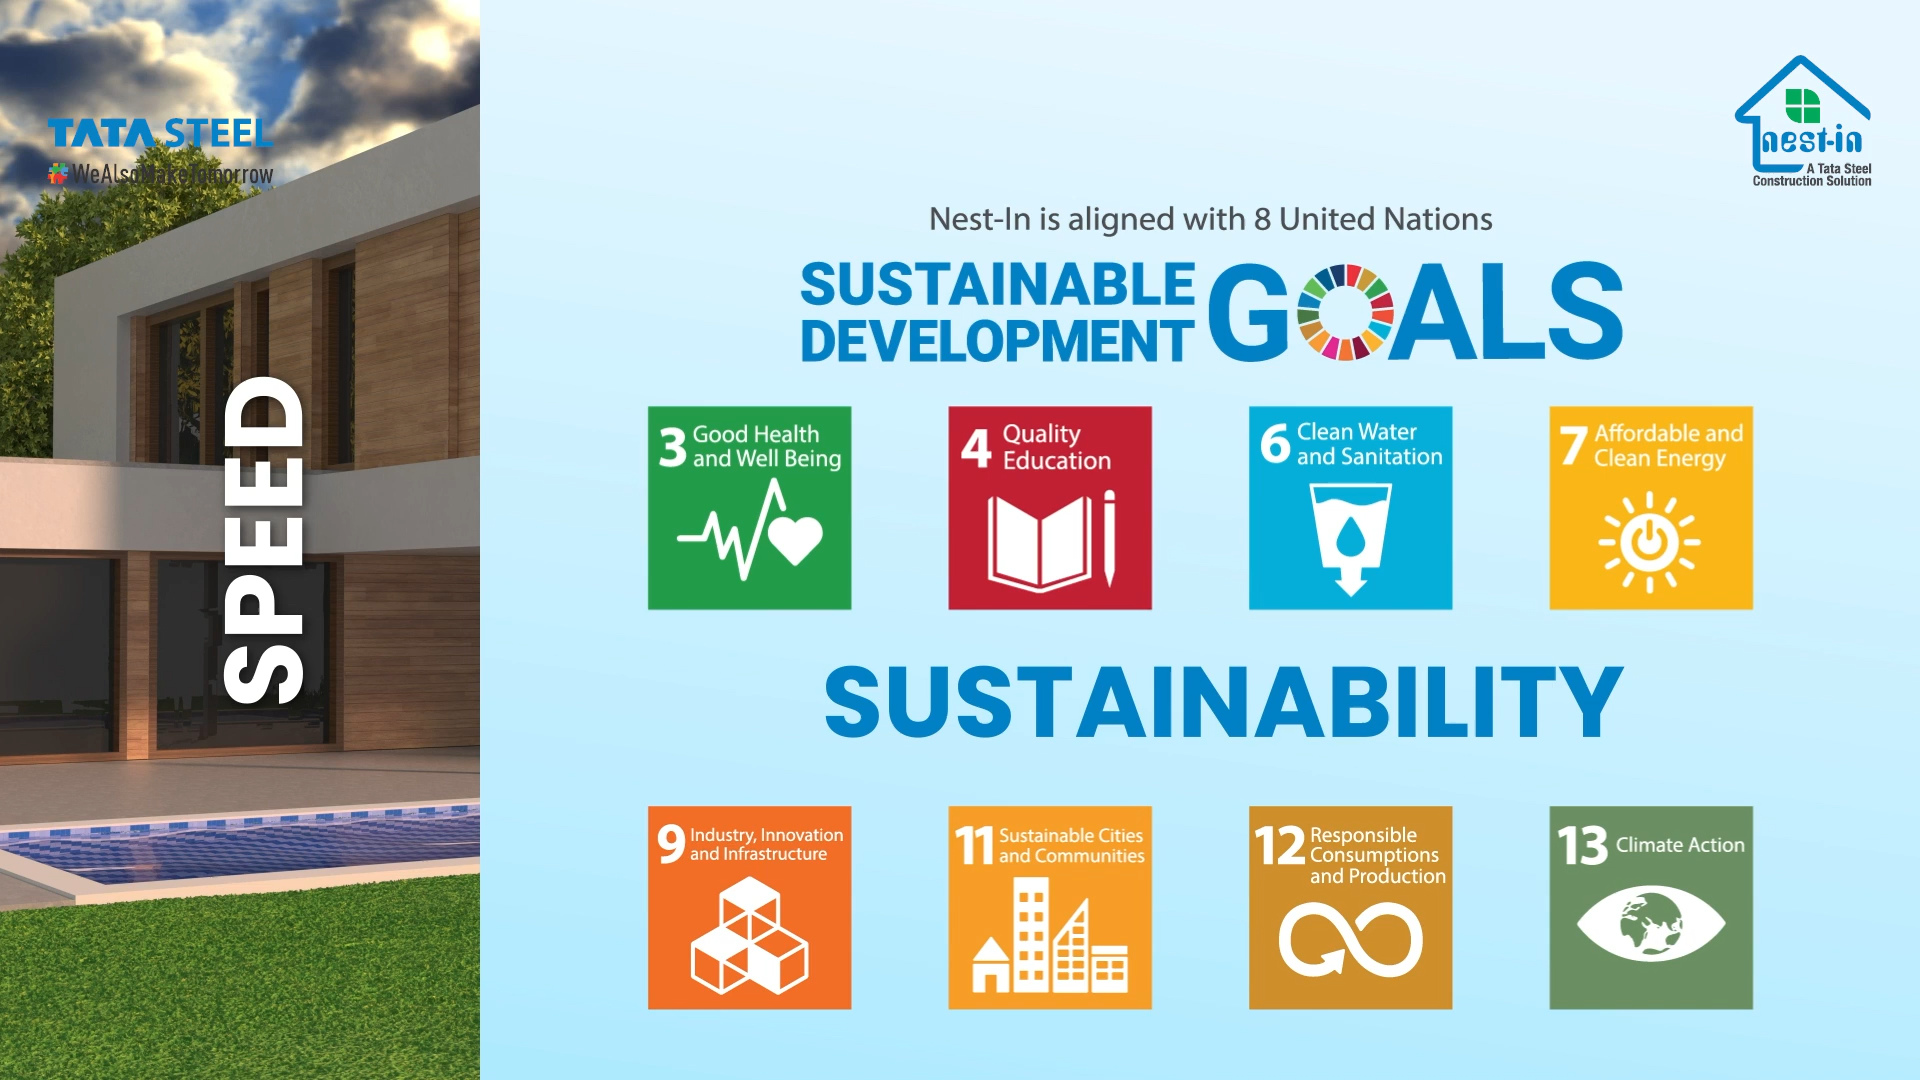 TATA STEEL
#WeAlsoMakeTomorrow
SPEED
nest-in
A Tata Steel
Construction Solution
Nest-In is aligned with 8 United Nations
SUSTAINABLE
DEVELOPMENT
GOALS
3 Good Health
and Well Being
4 Quality
Education
6 Clean Water
and Sanitation
7 Affordable and
Clean Energy
SUSTAINABILITY
9 Industry, Innovation
and Infrastructure
11 Sustainable Cities
and Communities
12 Responsible
Consumptions
and Production
13 Climate Action